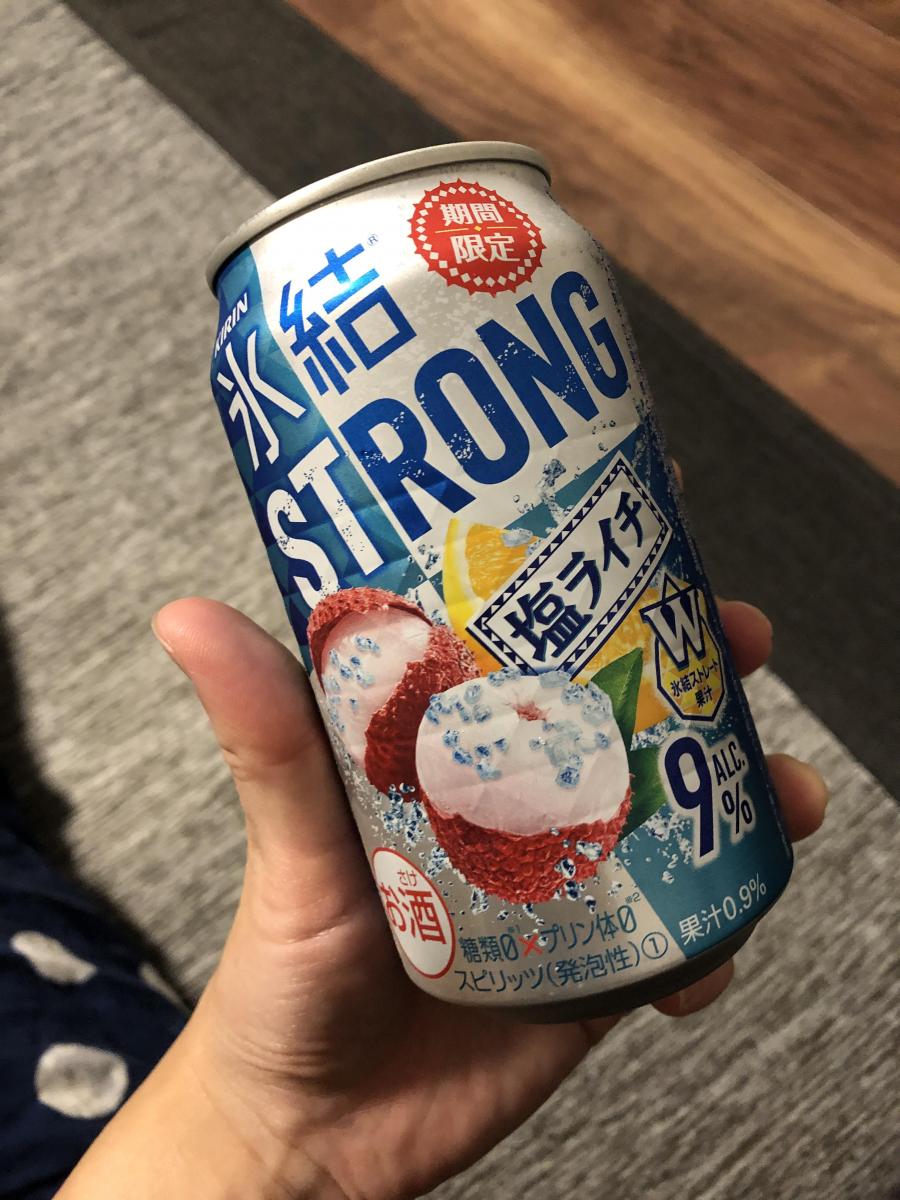 期間
限定
KIRIN
氷結®
STRONG
塩ライチ
W
氷結ストレート
果汁
9
ALC.
%
さけ
お酒
糖類0※1×プリン体0※2
スピリッツ(発泡性)①
果汁0.9%